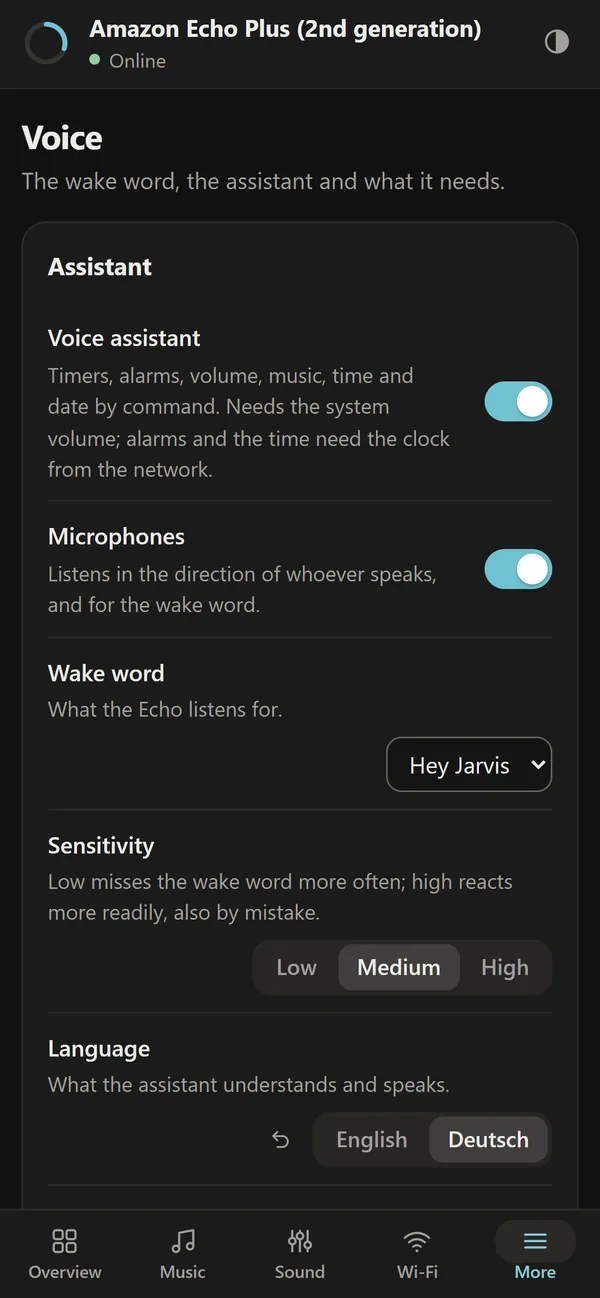 Amazon Echo Plus (2nd generation)
Online
Voice
The wake word, the assistant and what it needs.
Assistant
Voice assistant
Timers, alarms, volume, music, time and
date by command. Needs the system
volume; alarms and the time need the clock
from the network.
Microphones
Listens in the direction of whoever speaks,
and for the wake word.
Wake word
What the Echo listens for.
Hey Jarvis
Sensitivity
Low misses the wake word more often; high reacts
more readily, also by mistake.
Low Medium High
Language
What the assistant understands and speaks.
English Deutsch
Overview Music Sound Wi-Fi More